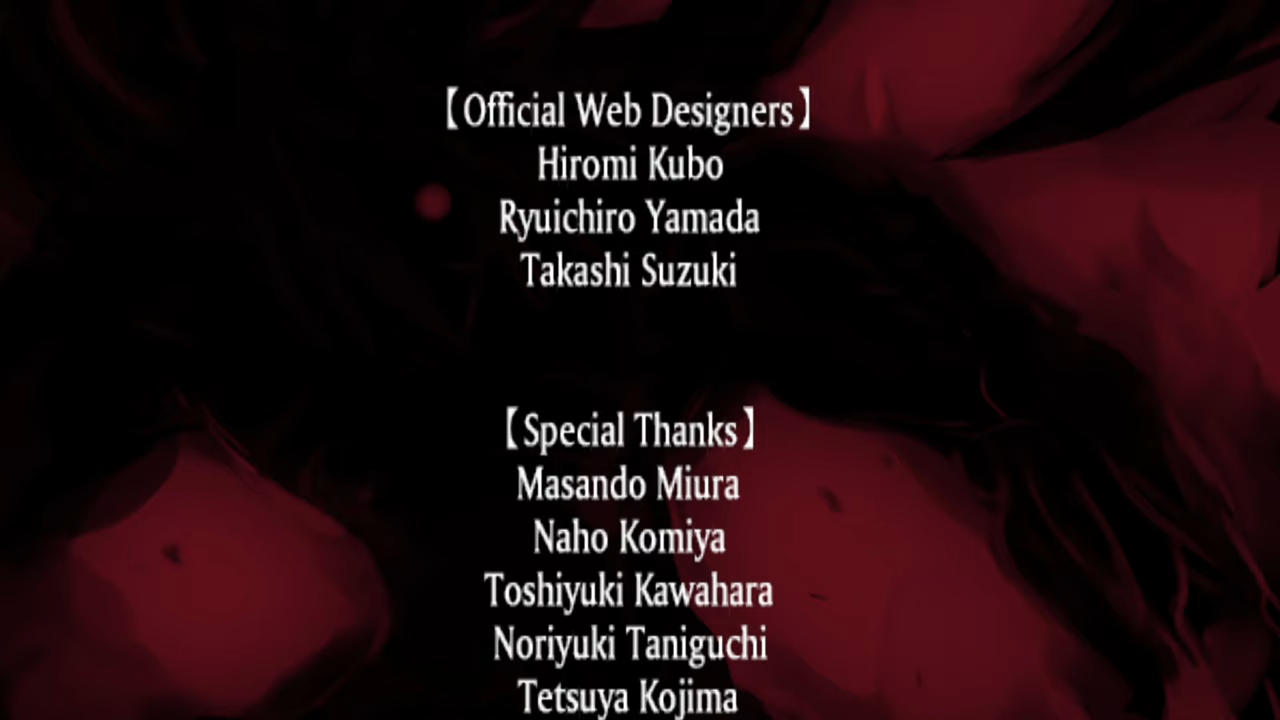 【Official Web Designers】
Hiromi Kubo
Ryuichiro Yamada
Takashi Suzuki
【Special Thanks】
Masando Miura
Naho Komiya
Toshiyuki Kawahara
Noriyuki Taniguchi
Tetsuya Kojima